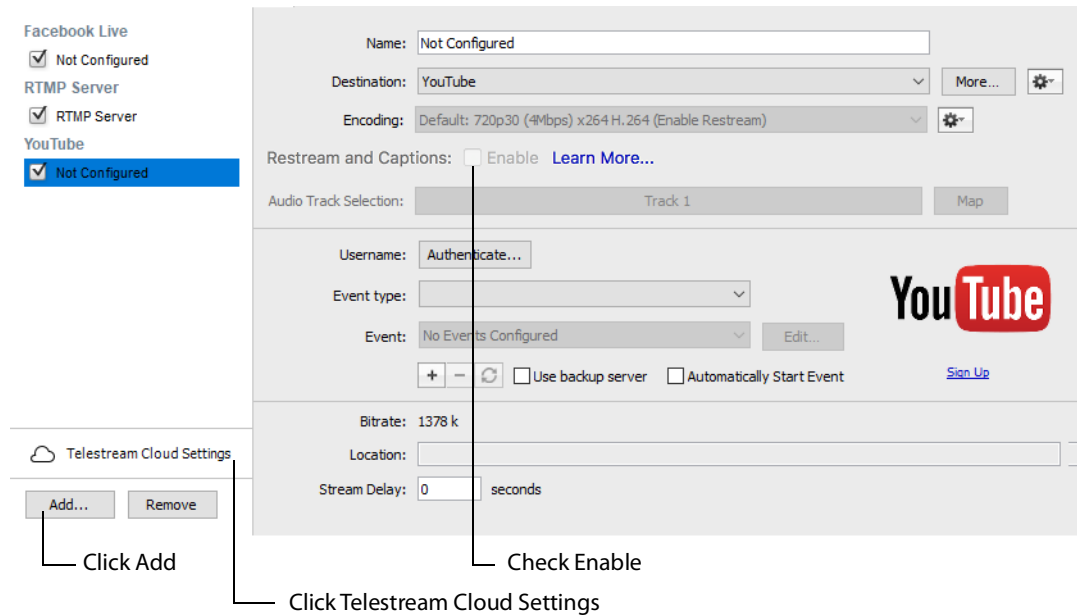 Facebook Live
Not Configured
RTMP Server
RTMP Server
YouTube
Not Configured
Telestream Cloud Settings
Add... Remove
Name: Not Configured
Destination: YouTube More...
Encoding: Default: 720p30 (4Mbps) x264 H.264 (Enable Restream)
Restream and Captions: Enable Learn More...
Audio Track Selection: Track 1 Map
Username: Authenticate...
Event type:
Event: No Events Configured Edit...
+ - Use backup server Automatically Start Event
YouTube
Sign Up
Bitrate: 1378 k
Location:
Stream Delay: 0 seconds
Click Add
Check Enable
Click Telestream Cloud Settings